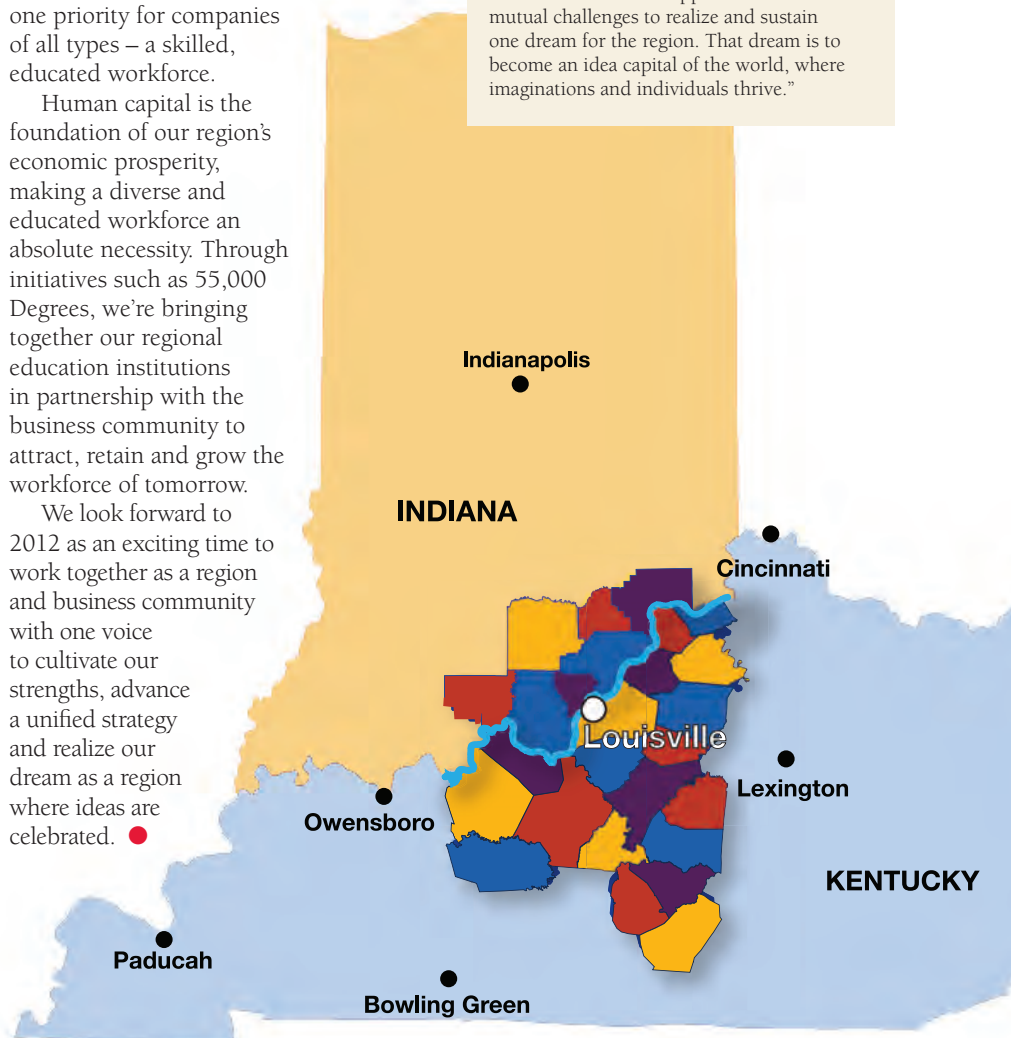 one priority for companies
of all types – a skilled,
educated workforce.
Human capital is the
foundation of our region's
economic prosperity,
making a diverse and
educated workforce an
absolute necessity. Through
initiatives such as 55,000
Degrees, we're bringing
together our regional
education institutions
in partnership with the
business community to
attract, retain and grow the
workforce of tomorrow.
We look forward to
2012 as an exciting time to
work together as a region
and business community
with one voice
to cultivate our
strengths, advance
a unified strategy
and realize our
dream as a region
where ideas are
celebrated.
mutual challenges to realize and sustain
one dream for the region. That dream is to
become an idea capital of the world, where
imaginations and individuals thrive.”
Indianapolis
INDIANA
Cincinnati
Louisville
Lexington
Owensboro
KENTUCKY
Paducah
Bowling Green